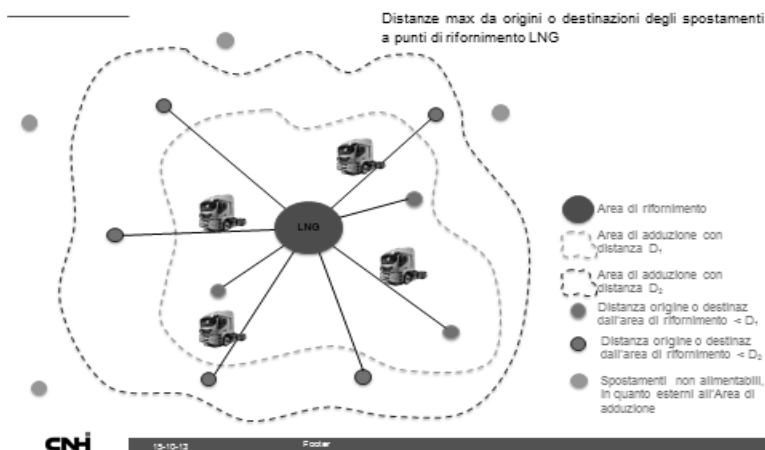 Distanze max da origini o destinazioni degli spostamenti
a punti di rifornimento LNG
LNG
Area di rifornimento
Area di adduzione con
distanza D₁
Area di adduzione con
distanza D₂
Distanza origine o destinaz
dall'area di rifornimento < D₁
Distanza origine o destinaz
dall'area di rifornimento < D₂
Spostamenti non alimentabili,
in quanto esterni all'Area di
adduzione
CNH
15-10-13
Footer